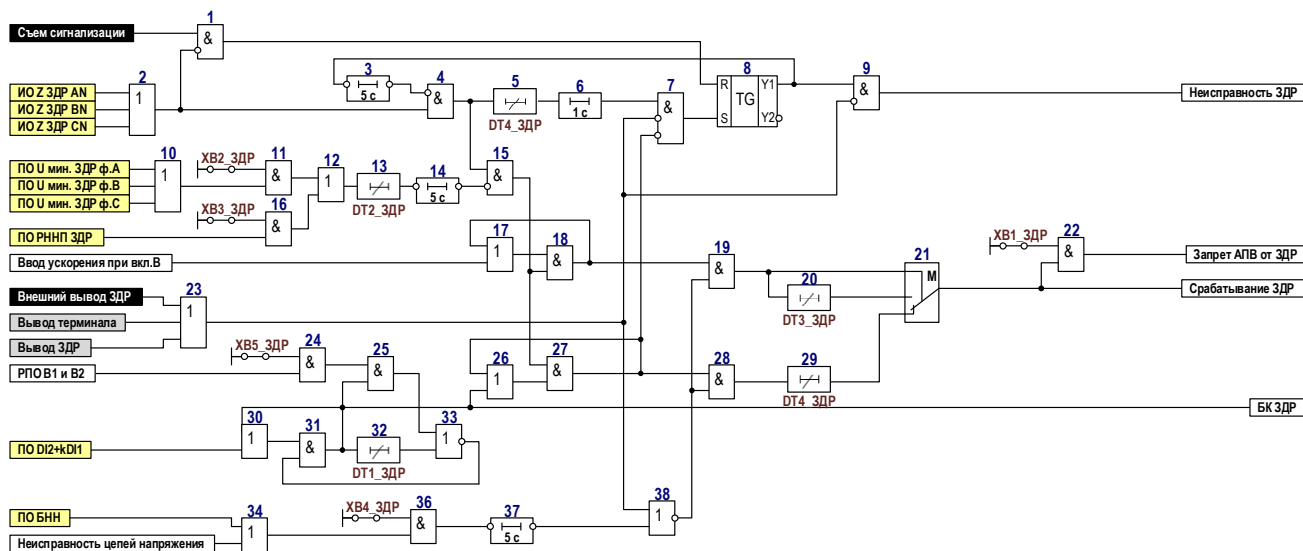 1
Съем сигнализации
&
2
3
4
5
6
7
8
9
ИО Z ЗДР AN
ИО Z ЗДР BN
ИО Z ЗДР CN
1
5 с
&
DT4_ЗДР
1 с
&
R
S
TG
Y1
Y2
&
Неисправность ЗДР
10
11
12
13
14
15
ПО U мин. ЗДР ф.А
ПО U мин. ЗДР ф.В
ПО U мин. ЗДР ф.С
1
XB2_ЗДР
&
1
DT2_ЗДР
5 с
&
16
XB3_ЗДР
&
ПО РННП ЗДР
17
18
19
20
21
22
Ввод ускорения при вкл.В
1
&
&
DT3_ЗДР
М
XB1_ЗДР
&
Запрет АПВ от ЗДР
Срабатывание ЗДР
23
Внешний вывод ЗДР
Вывод терминала
Вывод ЗДР
1
24
25
26
27
28
29
XB5_ЗДР
&
&
1
&
&
DT4_ЗДР
РПО В1 и В2
БК ЗДР
30
31
32
33
ПО DI2+kDI1
1
&
DT1_ЗДР
1
34
36
37
38
ПО БНН
Неисправность цепей напряжения
1
XB4_ЗДР
&
5 с
1